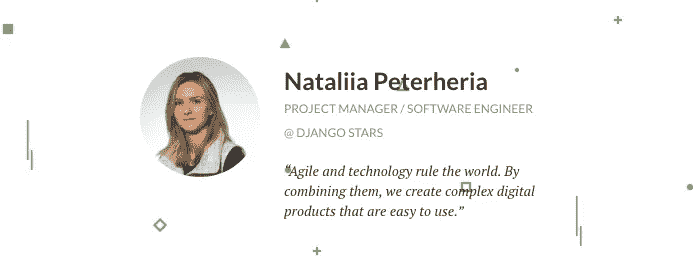 Nataliia Peterheria
PROJECT MANAGER / SOFTWARE ENGINEER
@ DJANGO STARS
“Agile and technology rule the world. By
combining them, we create complex digital
products that are easy to use.”